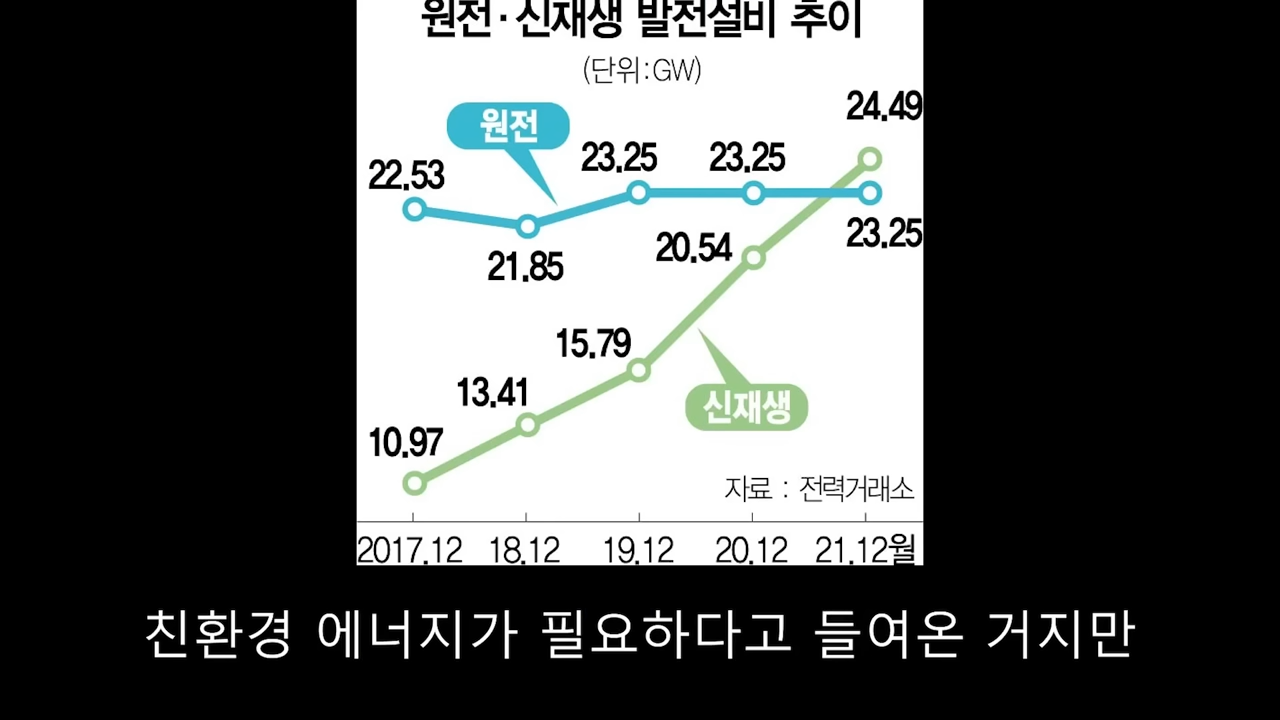 원전·신재생 발전설비 추이
(단위:GW)
24.49
원전
22.53
23.25
23.25
21.85
20.54
23.25
15.79
13.41
신재생
10.97
자료 : 전력거래소
2017.12 18.12 19.12 20.12 21.12월
친환경 에너지가 필요하다고 들여온 거지만